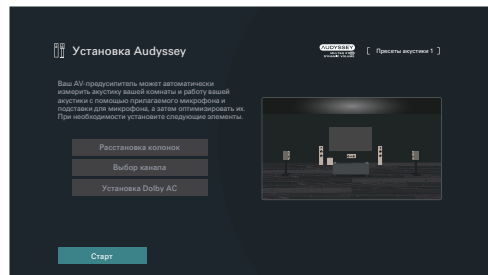 Установка Audyssey
AUDYSSEY
DYNAMIC VOLUME
[ Пресеты акустики 1 ]
Ваш AV-предусилитель может автоматически
измерить акустику вашей комнаты и работу вашей
акустики с помощью прилагаемого микрофона и
подставки для микрофона, а затем оптимизировать их.
При необходимости установите следующие элементы.
Расстановка колонок
Выбор канала
Установка Dolby AC
Старт